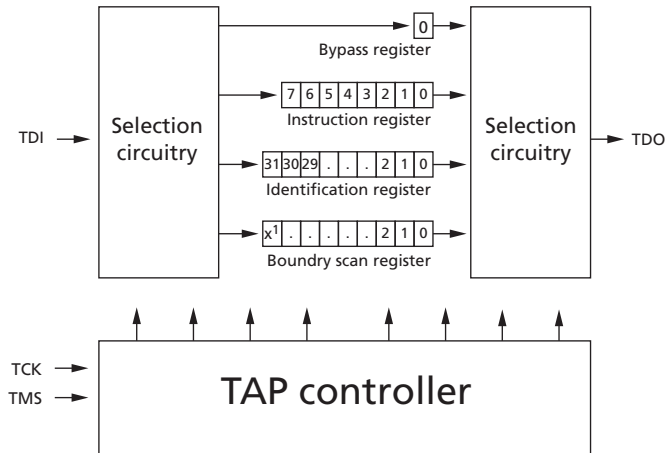 0
Bypass register
7 6 5 4 3 2 1 0
Instruction register
TDI
Selection circuitry
Selection circuitry
TDO
31 30 29 . . . 2 1 0
Identification register
x1 . . . . . 2 1 0
Boundry scan register
TCK
TMS
TAP controller